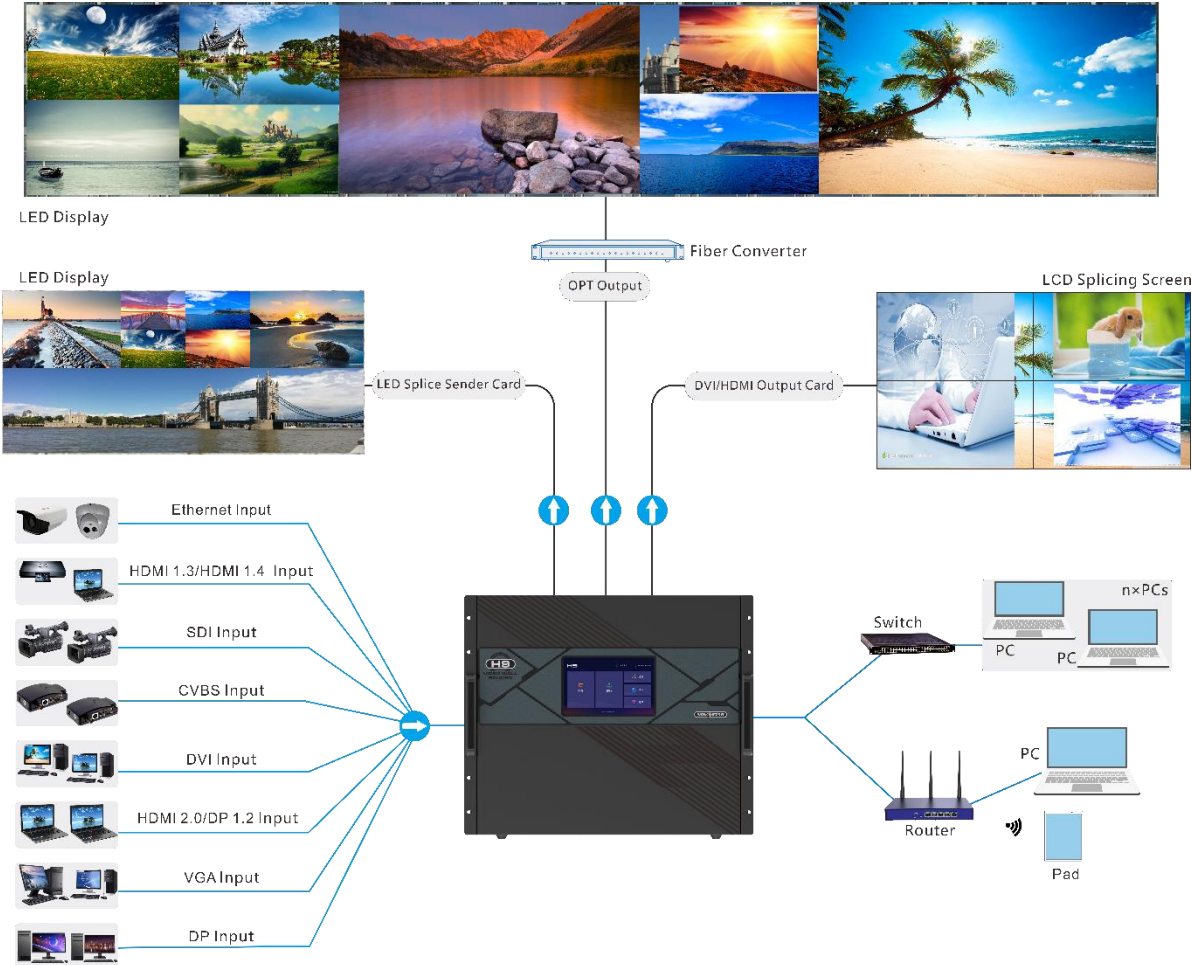 LED Display
Fiber Converter
OPT Output
LED Display
LCD Splicing Screen
LED Splice Sender Card
DVI/HDMI Output Card
Ethernet Input
HDMI 1.3/HDMI 1.4 Input
SDI Input
CVBS Input
DVI Input
HDMI 2.0/DP 1.2 Input
VGA Input
DP Input
H9
H9
Switch
n×PCs
PC
PC
PC
Router
Pad